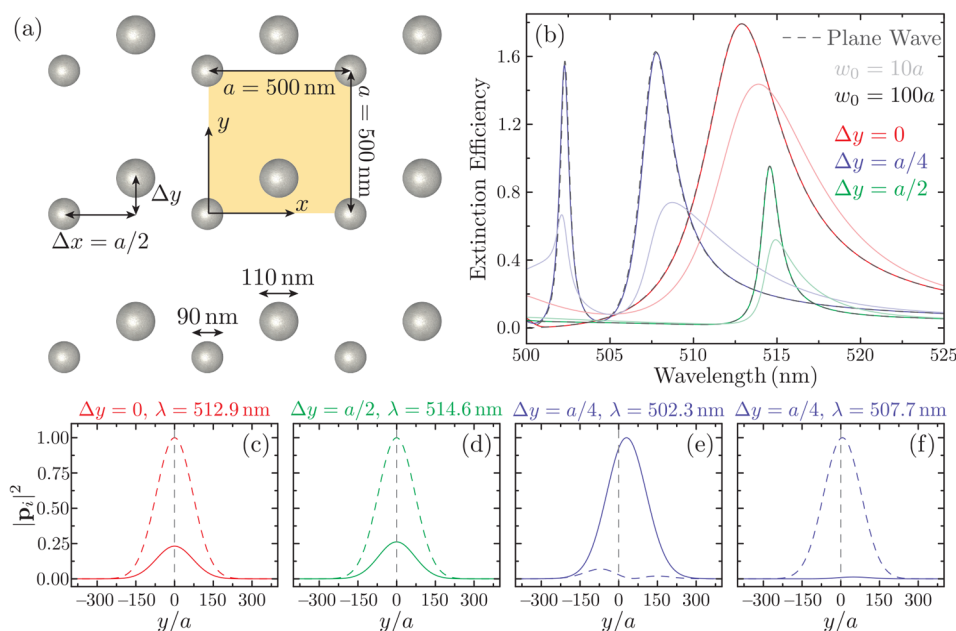 (a)
a = 500 nm
a = 500 nm
y
x
Δy
Δx = a/2
110 nm
90 nm
(b)
Plane Wave
w₀ = 10a
w₀ = 100a
Δy = 0
Δy = a/4
Δy = a/2
Extinction Efficiency
1.6
1.2
0.8
0.4
0.0
500 505 510 515 520 525
Wavelength (nm)
Δy = 0, λ = 512.9 nm
Δy = a/2, λ = 514.6 nm
Δy = a/4, λ = 502.3 nm
Δy = a/4, λ = 507.7 nm
(c)
(d)
(e)
(f)
|pᵢ|²
1.00
0.75
0.50
0.25
0.00
−300 −150 0 150 300
−300 −150 0 150 300
−300 −150 0 150 300
−300 −150 0 150 300
y/a
y/a
y/a
y/a